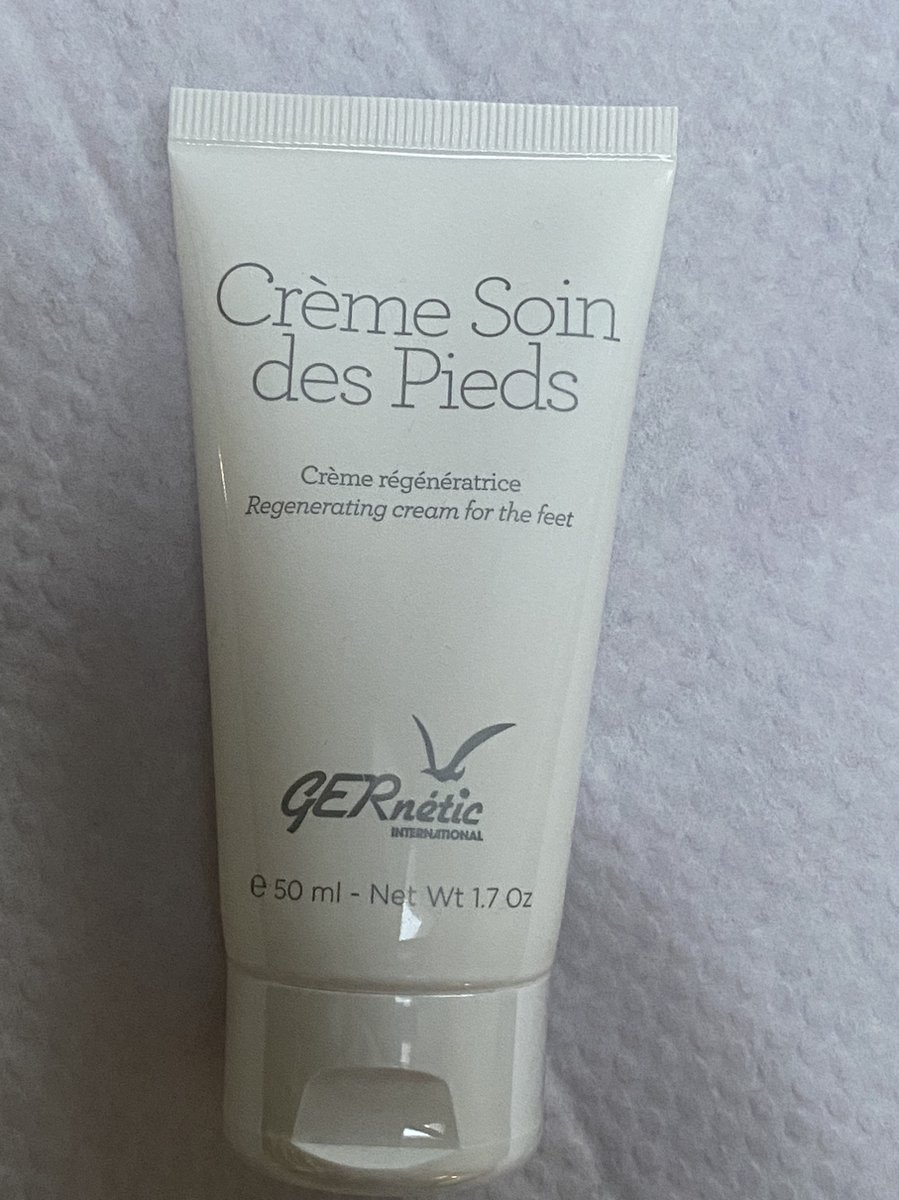 Crème Soin
des Pieds
Crème régénératrice
Regenerating cream for the feet
GERnétic
INTERNATIONAL
℮ 50 ml - Net Wt 1.7 Oz